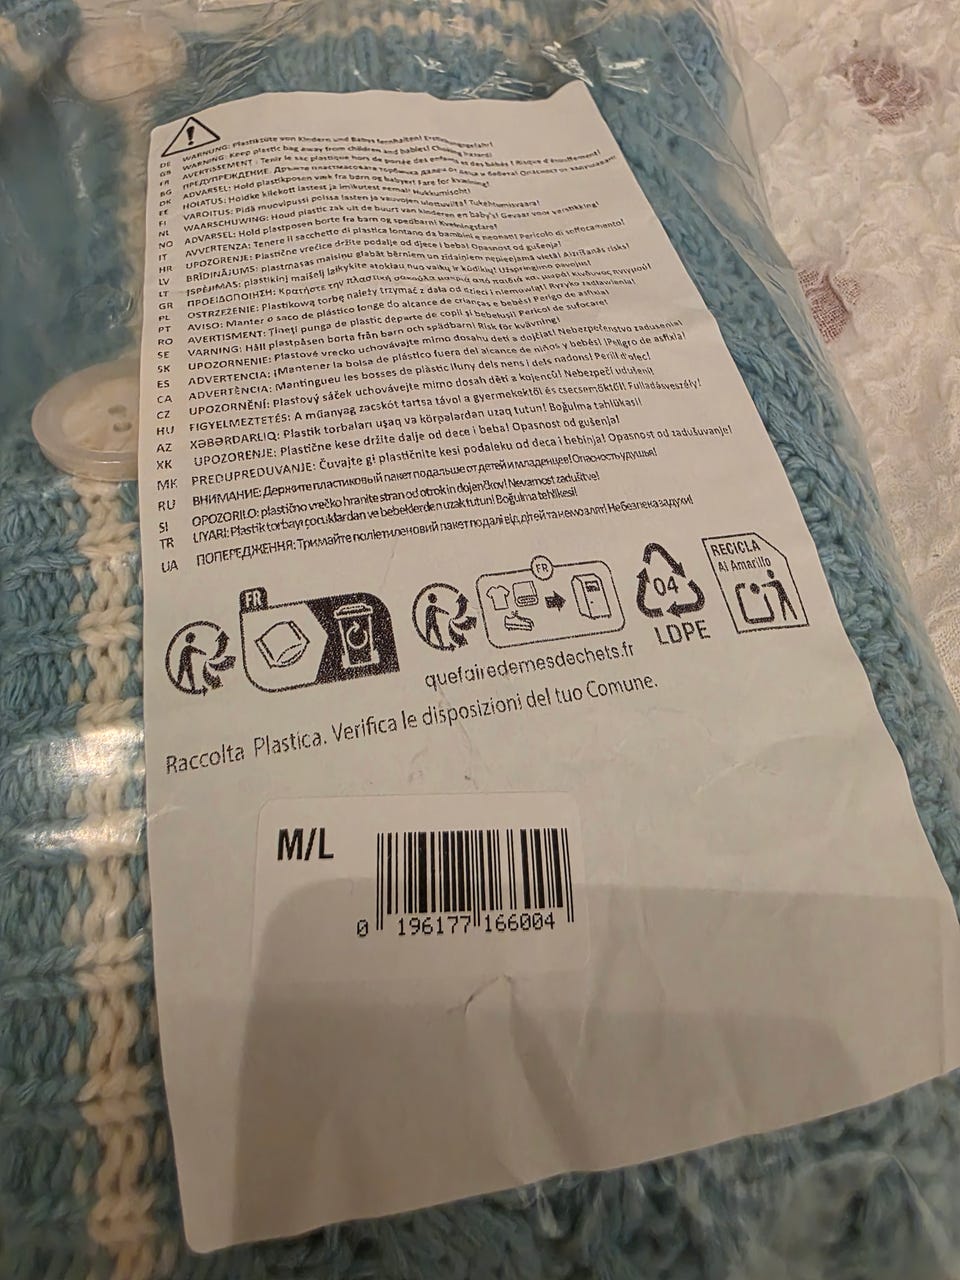 DE WARNUNG: Plastiktüte von Kindern und Babys fernhalten! Erstickungsgefahr!
GB WARNING: Keep plastic bag away from children and babies! Choking hazard!
FR AVERTISSEMENT : Tenir le sac plastique hors de portée des enfants et des bébés ! Risque d'étouffement!
BG ПРЕДУПРЕЖДЕНИЕ: Дръжте пластмасовата торбичка далеч от деца и бебета! Опасност от задушаване!
DK ADVARSEL: Hold plastikposen væk fra børn og babyer! Fare for kvælning!
EE HOIATUS: Hoidke kilekott lastest ja imikutest eemal! Hukkumisoht!
FI VAROITUS: Pidä muovipussi poissa lasten ja vauvojen ulottuvilta! Tukehtumisvaara!
NL WAARSCHUWING: Houd plastic zak uit de buurt van kinderen en baby's! Gevaar voor verstikking!
NO ADVARSEL: Hold plastposen borte fra barn og spedbarn! Kvelningsfare!
IT AVVERTENZA: Tenere il sacchetto di plastica lontano da bambini e neonati! Pericolo di soffocamento!
HR UPOZORENJE: Plastične vrećice držite podalje od djece i beba! Opasnost od gušenja!
LV BRĪDINĀJUMS: plastmasas maisiņu glabāt bērniem un zīdaiņiem nepieejamā vietā! Aizrīšanās risks!
LT ĮSPĖJIMAS: plastikinį maišelį laikykite atokiau nuo vaikų ir kūdikių! Užspringimo pavojus!
GR ΠΡΟΕΙΔΟΠΟΙΗΣΗ: Κρατήστε την πλαστική σακούλα μακριά από παιδιά και μωρά! Κίνδυνος πνιγμού!
PL OSTRZEŻENIE: Plastikową torbę należy trzymać z dala od dzieci i niemowląt! Ryzyko zadławienia!
PT AVISO: Manter o saco de plástico longe do alcance de crianças e bebés! Perigo de asfixia!
RO AVERTISMENT: Țineți punga de plastic departe de copii și bebeluși! Pericol de sufocare!
SE VARNING: Håll plastpåsen borta från barn och spädbarn! Risk för kvävning!
SK UPOZORNENIE: Plastové vrecko uchovávajte mimo dosahu detí a dojčiat! Nebezpečenstvo zadusenia!
ES ADVERTENCIA: ¡Mantener la bolsa de plástico fuera del alcance de niños y bebés! ¡Peligro de asfixia!
CA ADVERTÈNCIA: Mantingueu les bosses de plàstic lluny dels nens i dels nadons! Perill d'ofec!
CZ UPOZORNĚNÍ: Plastový sáček uchovávejte mimo dosah dětí a kojenců! Nebezpečí udušení!
HU FIGYELMEZTETÉS: A műanyag zacskót tartsa távol a gyermekektől és csecsemőktől! Fulladásveszély!
AZ XƏBƏRDARLIQ: Plastik torbaları uşaq və körpələrdən uzaq tutun! Boğulma təhlükəsi!
XK UPOZORENJE: Plastične kese držite dalje od dece i beba! Opasnost od gušenja!
MK PREDUPREDUVANJE: Čuvajte gi plastičnite kesi podaleku od deca i bebinja! Opasnost od zadušuvanje!
RU ВНИМАНИЕ: Держите пластиковый пакет подальше от детей и младенцев! Опасность удушья!
SI OPOZORILO: plastično vrečko hranite stran od otrok in dojenčkov! Nevarnost zadušitve!
TR UYARI: Plastik torbayı çocuklardan ve bebeklerden uzak tutun! Boğulma tehlikesi!
UA ПОПЕРЕДЖЕННЯ: Тримайте поліетиленовий пакет подалі від дітей та немовлят! Небезпека задухи!
FR
FR
04
LDPE
RECICLA
Al Amarillo
quefairedemesdechets.fr
Raccolta Plastica. Verifica le disposizioni del tuo Comune.
M/L
0 196177 166004